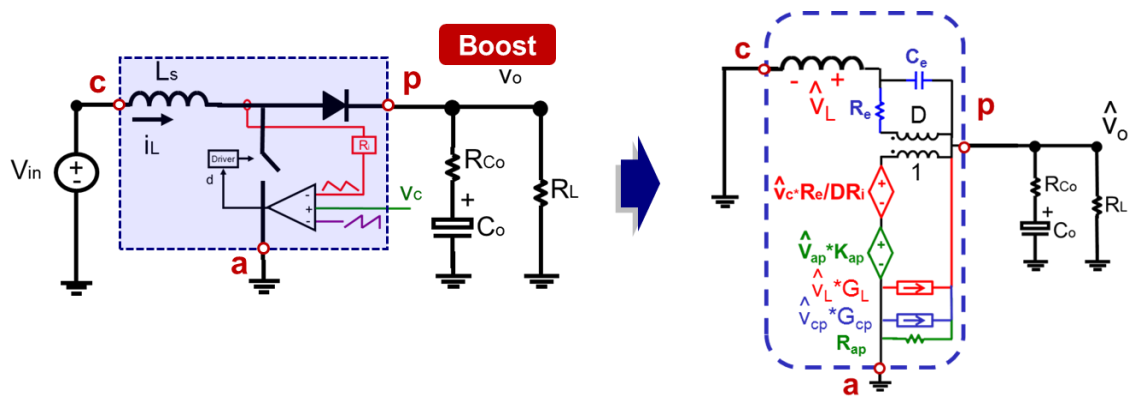 Boost
c
Ls
p
vo
iL
Ri
Vin
Driver
d
-
+
-
vc
RCo
+
Co
RL
a
c
- v̂L +
Ce
Re
D
p
v̂o
1
v̂c*Re/DRi
+
-
v̂ap*Kap
+
-
v̂L*GL
v̂cp*Gcp
Rap
a
RCo
+
Co
RL